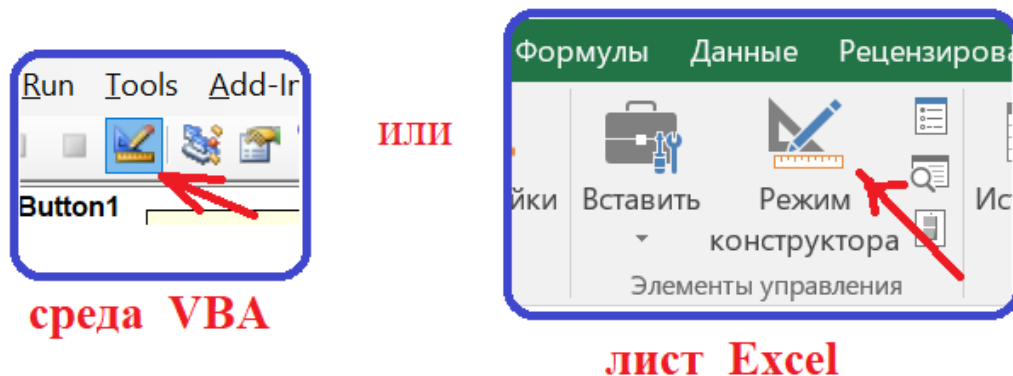 Формулы Данные Рецензирова
Run Tools Add-In
или
Button1
йки Вставить Режим Ис
конструктора
Элементы управления
среда VBA
лист Excel